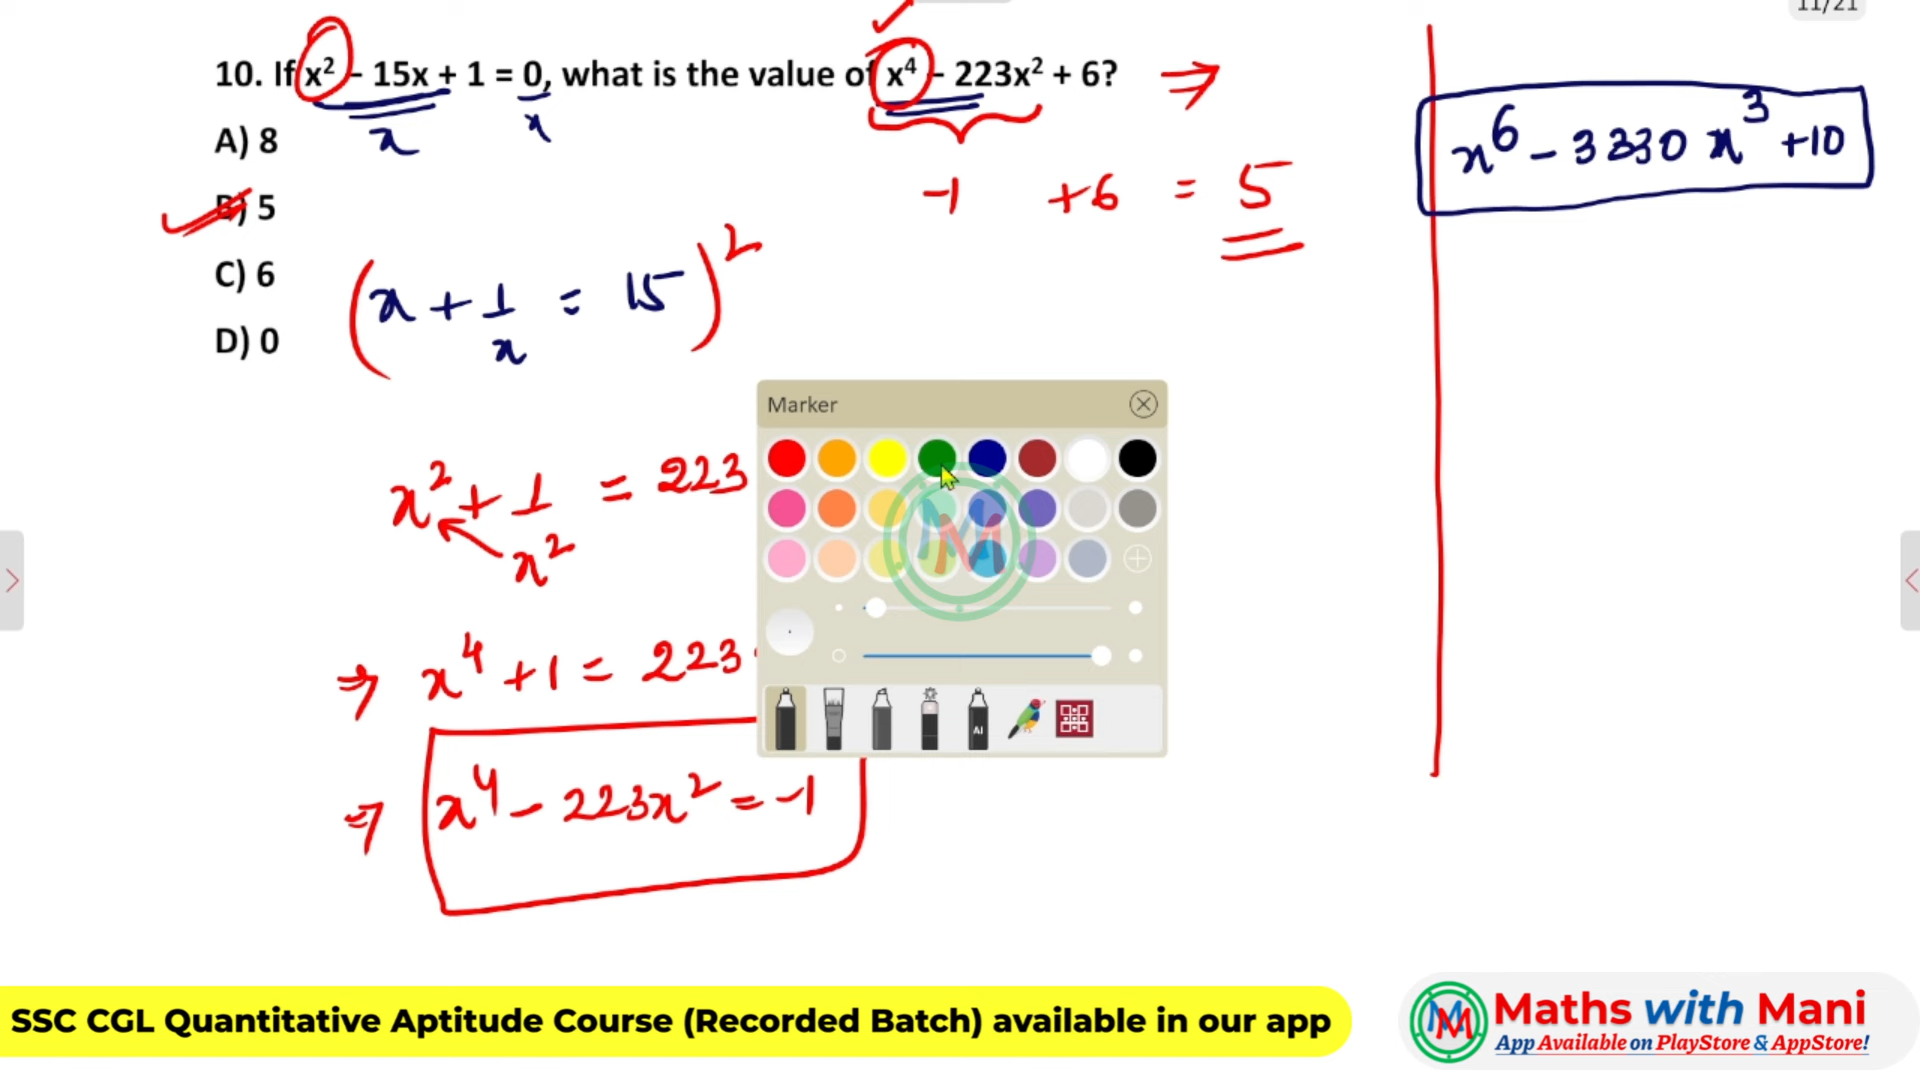 11/21
10. If x² - 15x + 1 = 0, what is the value of x⁴ - 223x² + 6? ⇒
x
x
A) 8
B) 5
C) 6
D) 0
-1 +6 = 5
(x + 1/x = 15)²
x² + 1/x² = 223
⇒ x⁴ + 1 = 223
⇒ x⁴ - 223x² = -1
x⁶ - 3330 x³ + 10
Marker
AI
SSC CGL Quantitative Aptitude Course (Recorded Batch) available in our app
Maths with Mani
App Available on PlayStore & AppStore!